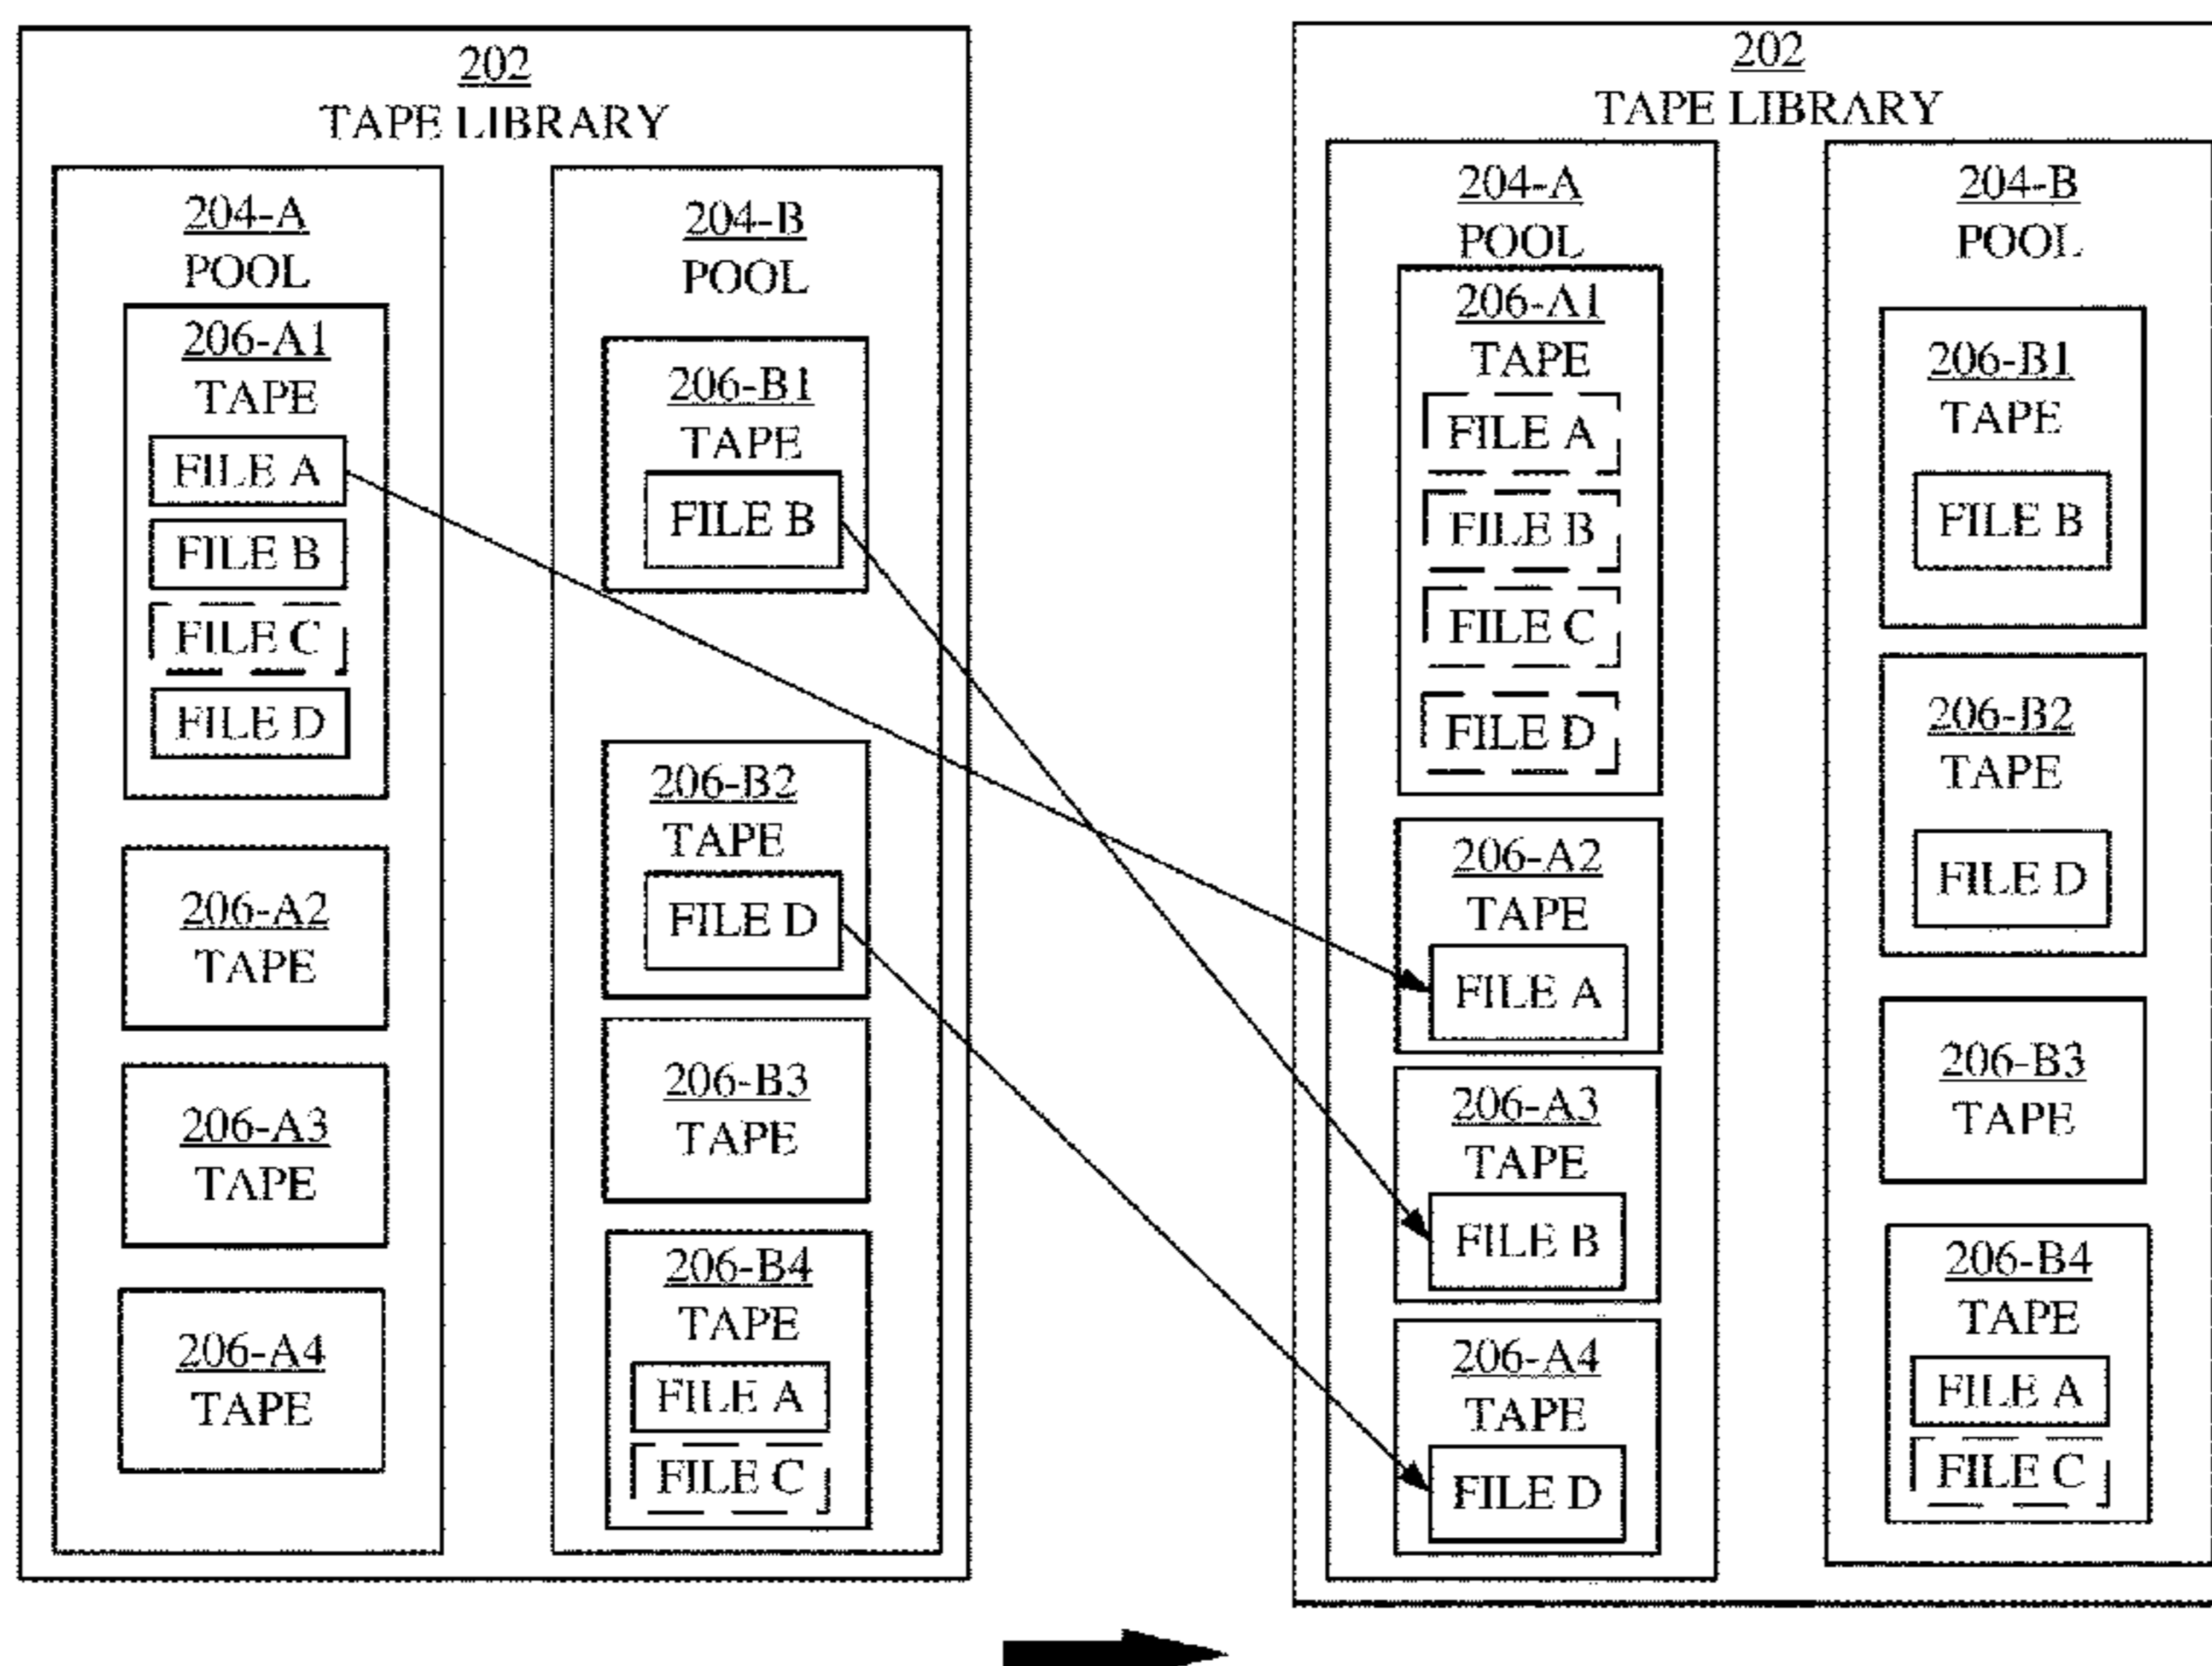 202
TAPE LIBRARY
204-A
POOL
206-A1
TAPE
FILE A
FILE B
FILE C
FILE D
206-A2
TAPE
206-A3
TAPE
206-A4
TAPE
204-B
POOL
206-B1
TAPE
FILE B
206-B2
TAPE
FILE D
206-B3
TAPE
206-B4
TAPE
FILE A
FILE C
202
TAPE LIBRARY
204-A
POOL
206-A1
TAPE
FILE A
FILE B
FILE C
FILE D
206-A2
TAPE
FILE A
206-A3
TAPE
FILE B
206-A4
TAPE
FILE D
204-B
POOL
206-B1
TAPE
FILE B
206-B2
TAPE
FILE D
206-B3
TAPE
206-B4
TAPE
FILE A
FILE C